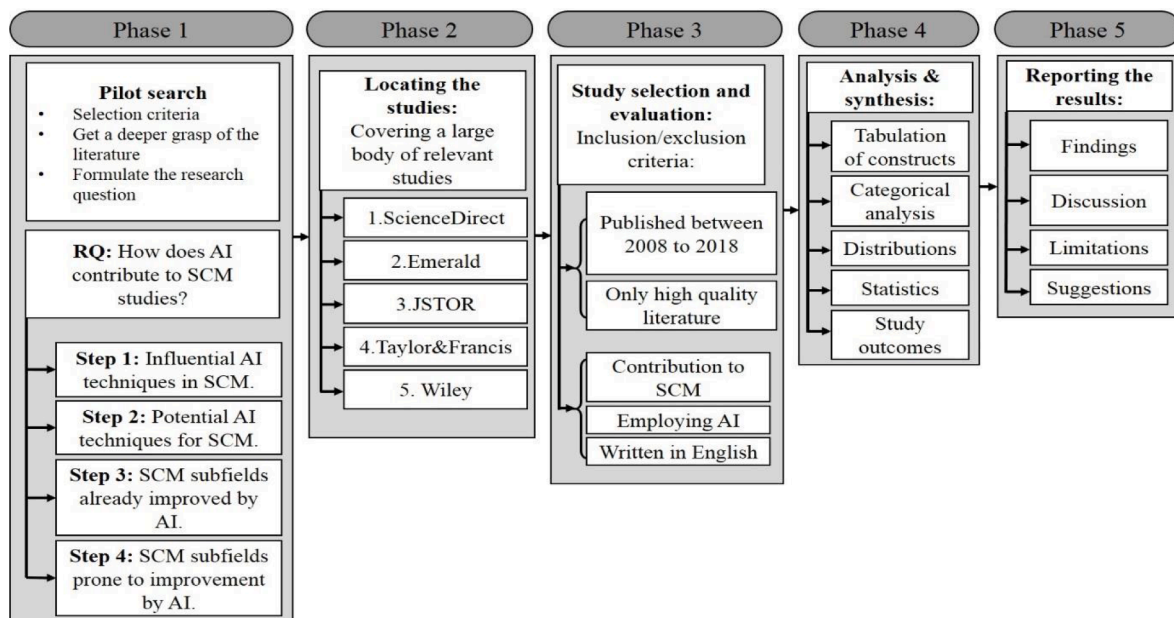 Phase 1
Pilot search
• Selection criteria
• Get a deeper grasp of the
literature
• Formulate the research
question
RQ: How does AI
contribute to SCM
studies?
Step 1: Influential AI
techniques in SCM.
Step 2: Potential AI
techniques for SCM.
Step 3: SCM subfields
already improved by
AI.
Step 4: SCM subfields
prone to improvement
by AI.
Phase 2
Locating the
studies:
Covering a large
body of relevant
studies
1.ScienceDirect
2.Emerald
3.JSTOR
4.Taylor&Francis
5. Wiley
Phase 3
Study selection and
evaluation:
Inclusion/exclusion
criteria:
Published between
2008 to 2018
Only high quality
literature
Contribution to
SCM
Employing AI
Written in English
Phase 4
Analysis &
synthesis:
Tabulation
of constructs
Categorical
analysis
Distributions
Statistics
Study
outcomes
Phase 5
Reporting the
results:
Findings
Discussion
Limitations
Suggestions